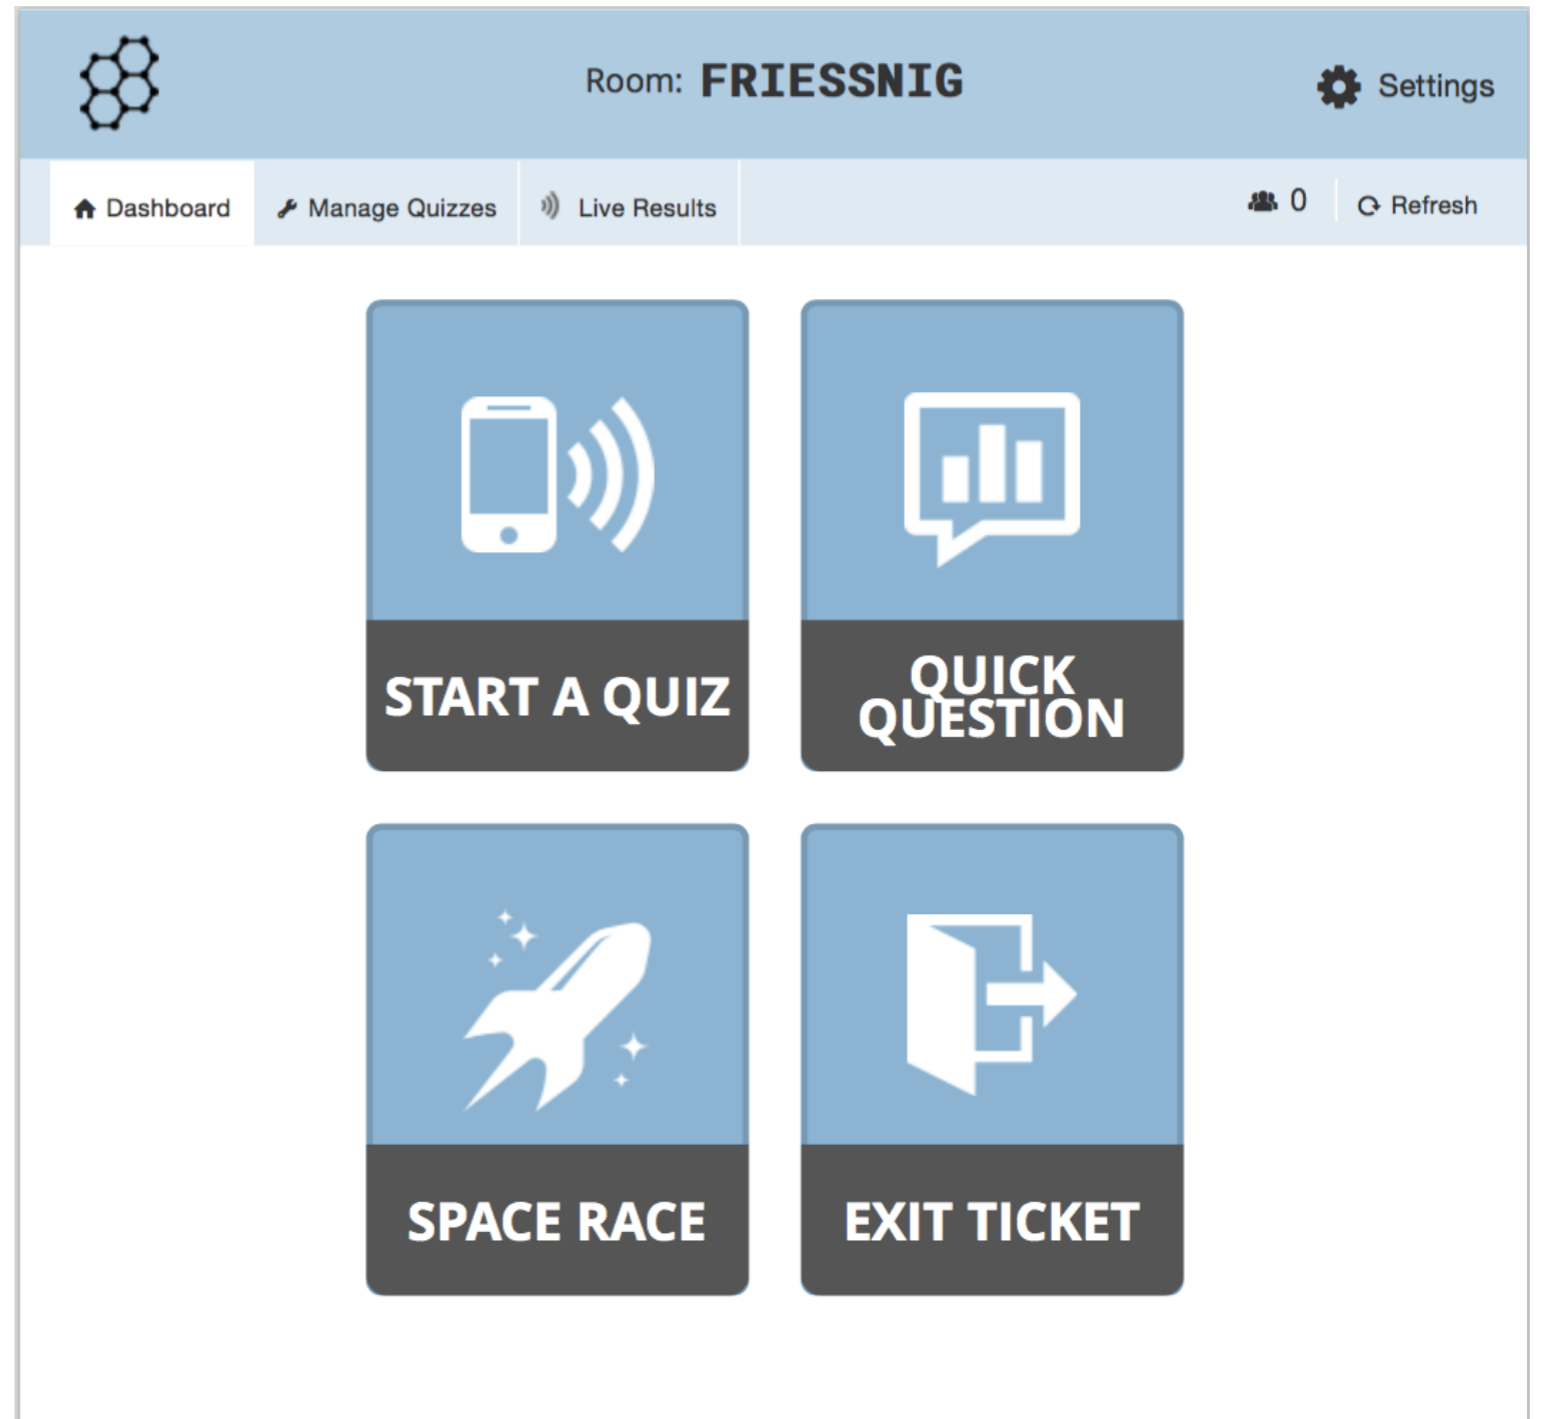 Room: FRIESSNIG
Settings
Dashboard
Manage Quizzes
Live Results
0
Refresh
START A QUIZ
QUICK
QUESTION
SPACE RACE
EXIT TICKET